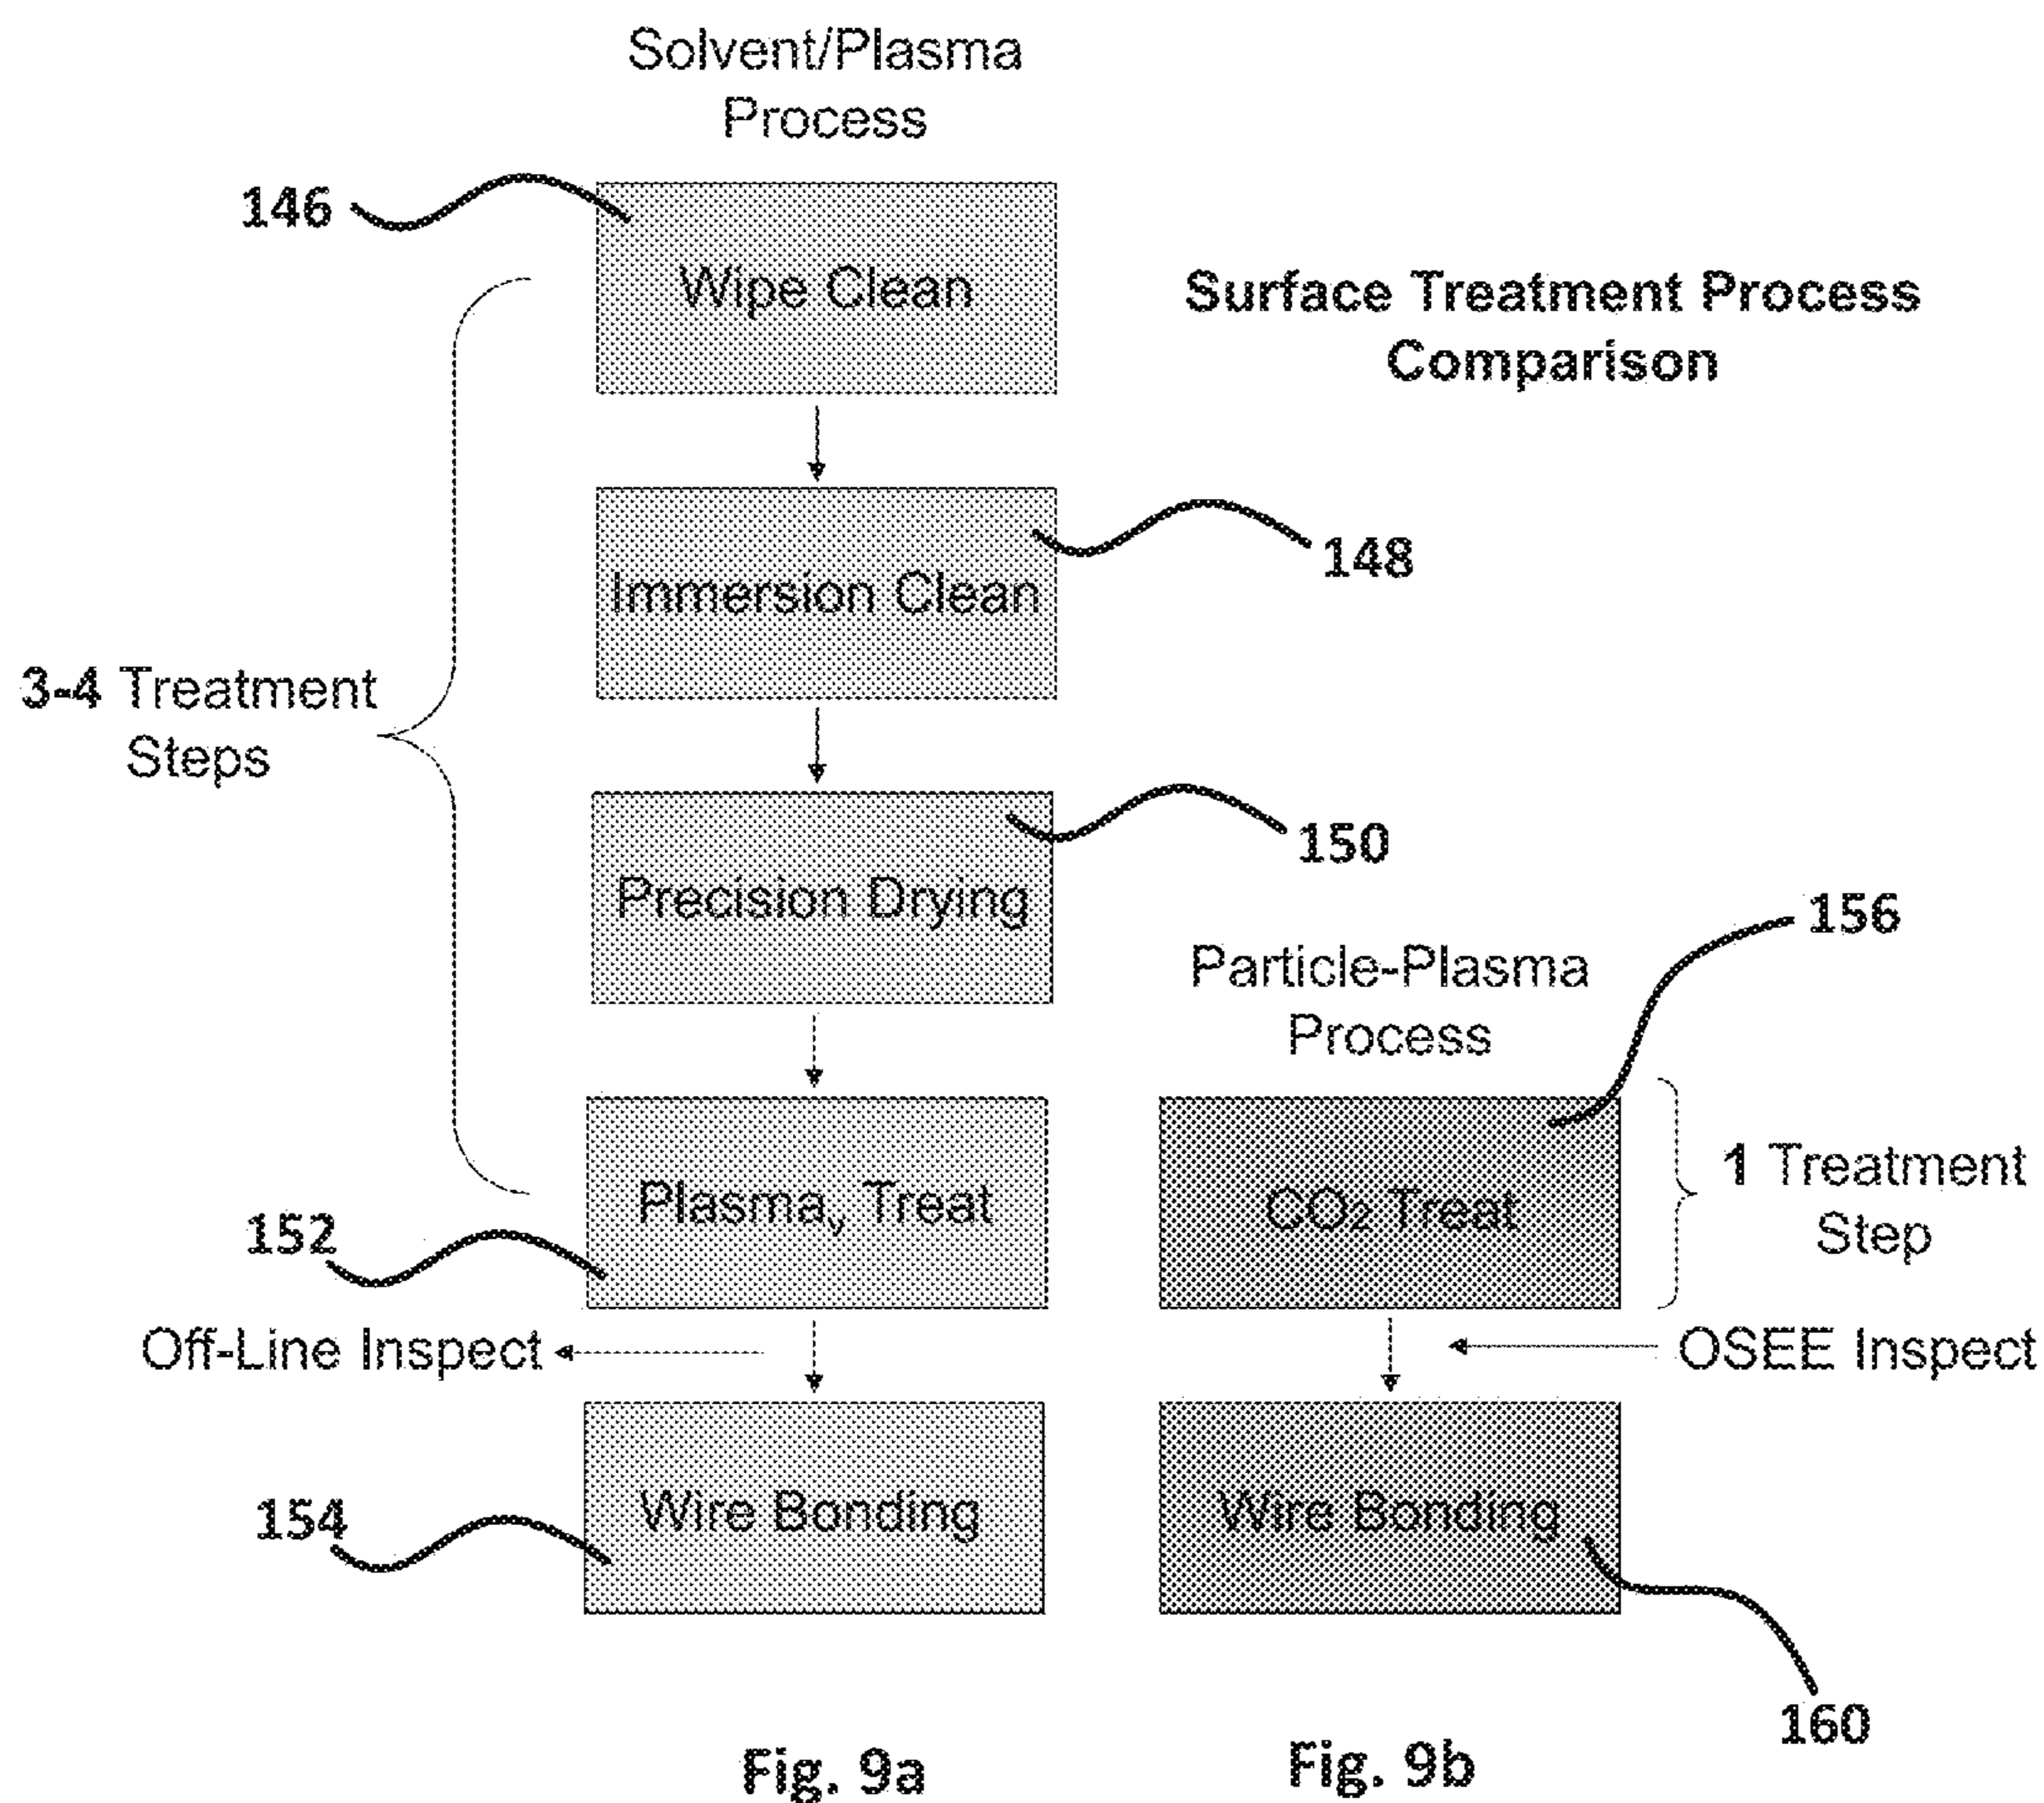 Solvent/Plasma
Process
146
Wipe Clean
Surface Treatment Process
Comparison
Immersion Clean
148
3-4 Treatment
Steps
Precision Drying
150
156
Particle-Plasma
Process
Plasmaᵥ Treat
152
CO₂ Treat
1 Treatment
Step
Off-Line Inspect
OSEE Inspect
Wire Bonding
154
Wire Bonding
160
Fig. 9a
Fig. 9b